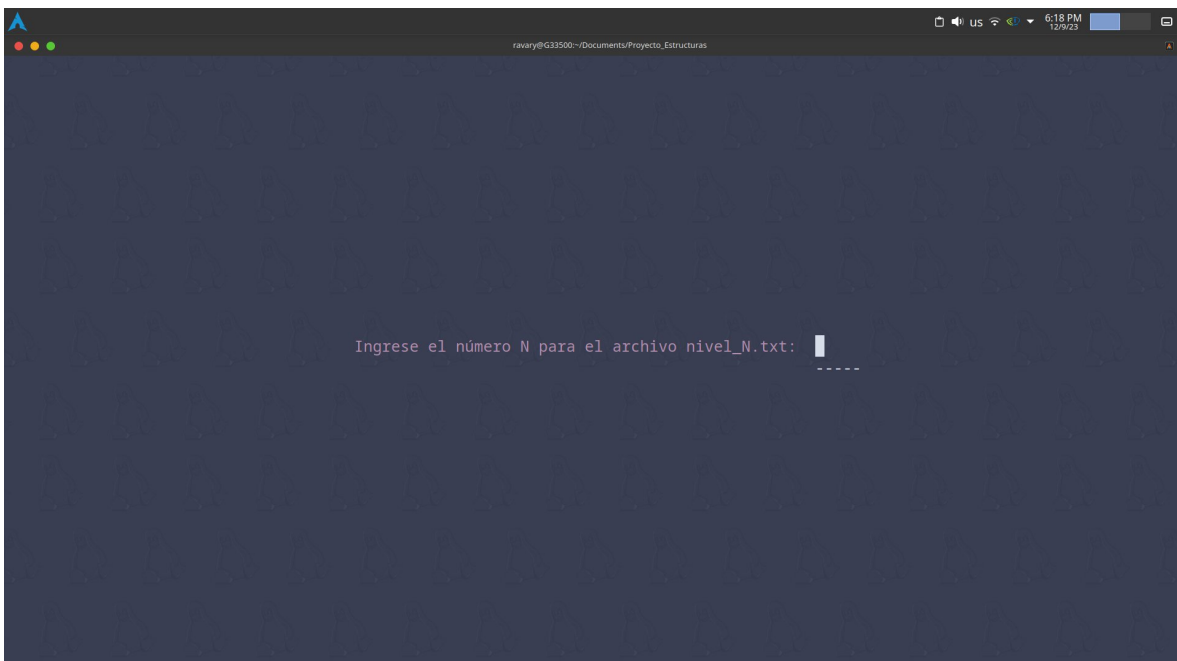 us 6:18 PM
12/9/23
ravary@G33500:~/Documents/Proyecto_Estructuras
Ingrese el número N para el archivo nivel_N.txt:
-----